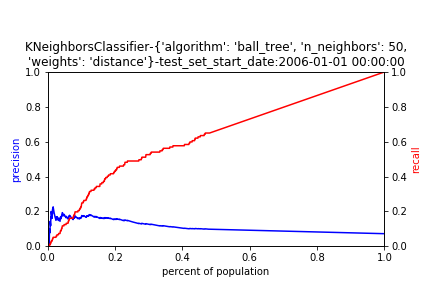 KNeighborsClassifier-{'algorithm': 'ball_tree', 'n_neighbors': 50,
'weights': 'distance'}-test_set_start_date:2006-01-01 00:00:00
1.0
0.8
0.6
0.4
0.2
0.0
precision
1.0
0.8
0.6
0.4
0.2
0.0
recall
0.0 0.2 0.4 0.6 0.8 1.0
percent of population